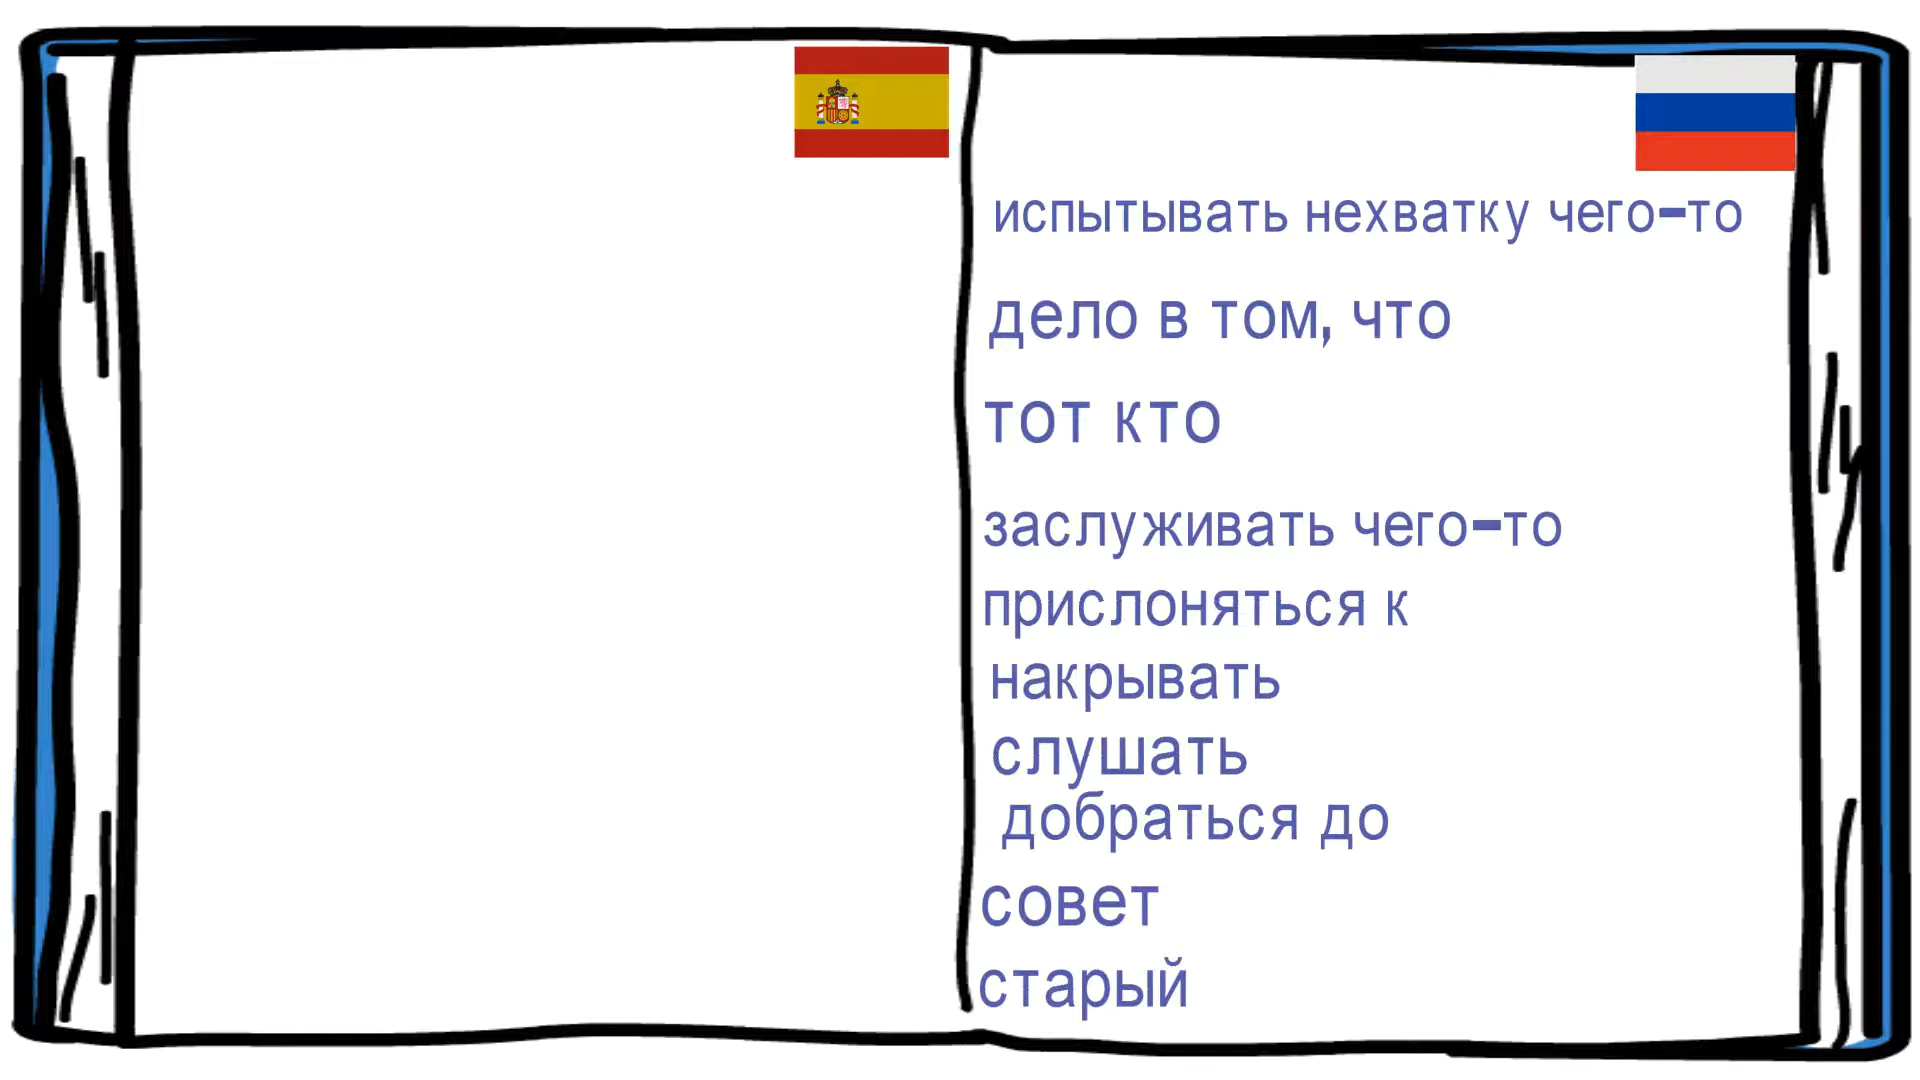 испытывать нехватку чего-то
дело в том, что
тот кто
заслуживать чего-то
прислоняться к
накрывать
слушать
добраться до
совет
старый